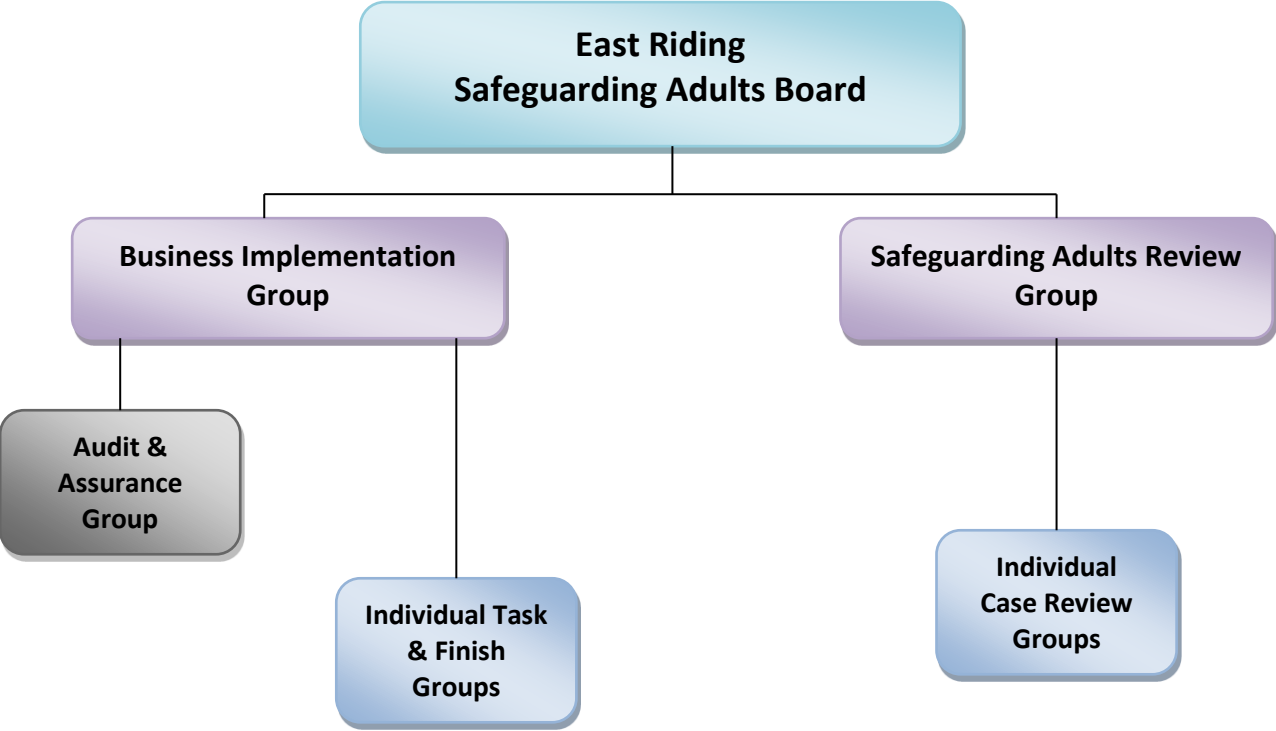 East Riding
Safeguarding Adults Board
Business Implementation
Group
Safeguarding Adults Review
Group
Audit &
Assurance
Group
Individual Task
& Finish
Groups
Individual
Case Review
Groups